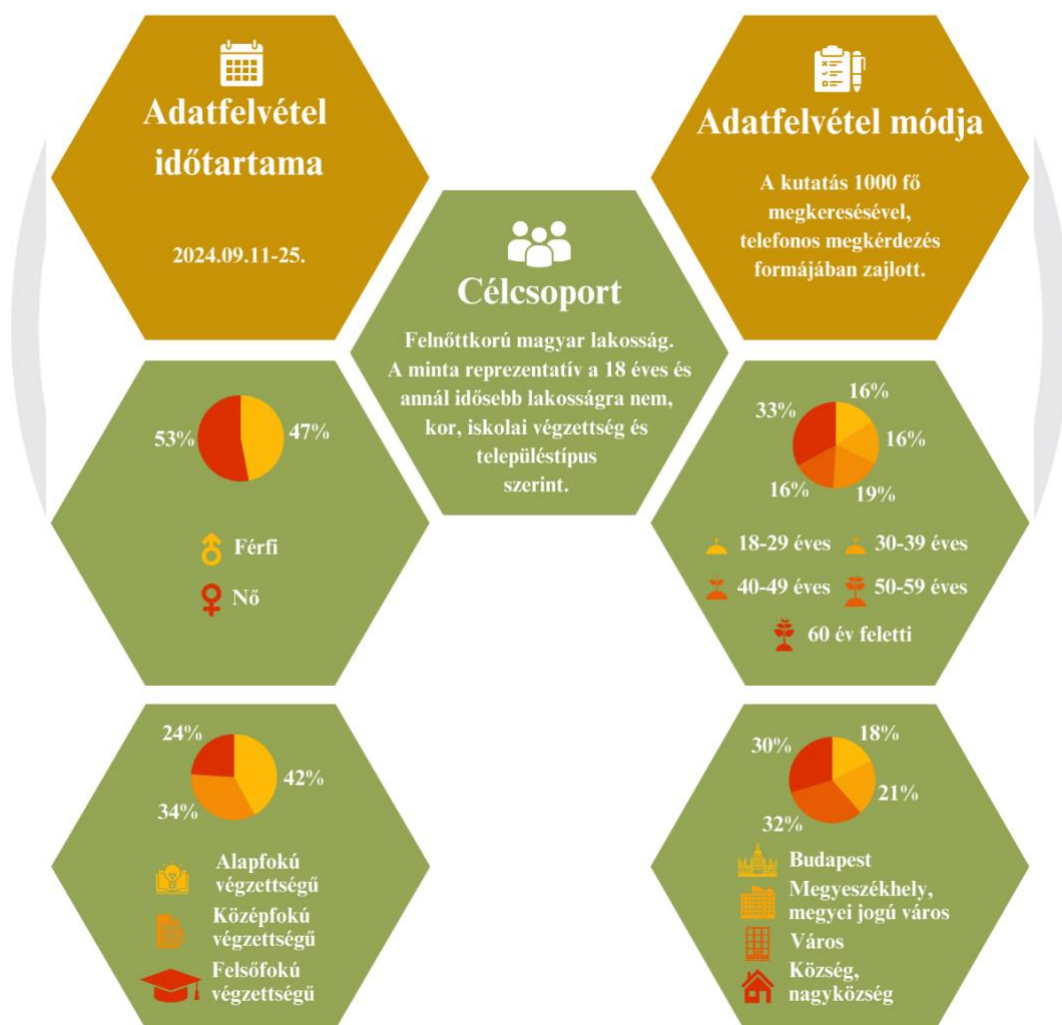 Adatfelvétel
időtartama
2024.09.11-25.
Adatfelvétel módja
A kutatás 1000 fő
megkeresésével,
telefonos megkérdezés
formájában zajlott.
Célcsoport
Felnőttkorú magyar lakosság.
A minta reprezentatív a 18 éves és
annál idősebb lakosságra nem,
kor, iskolai végzettség és
településtípus
szerint.
53%
47%
Férfi
Nő
33%
16%
16%
16%
19%
18-29 éves
30-39 éves
40-49 éves
50-59 éves
60 év feletti
24%
42%
34%
Alapfokú
végzettségű
Középfokú
végzettségű
Felsőfokú
végzettségű
30%
18%
21%
32%
Budapest
Megyeszékhely,
megyei jogú város
Város
Község,
nagyközség